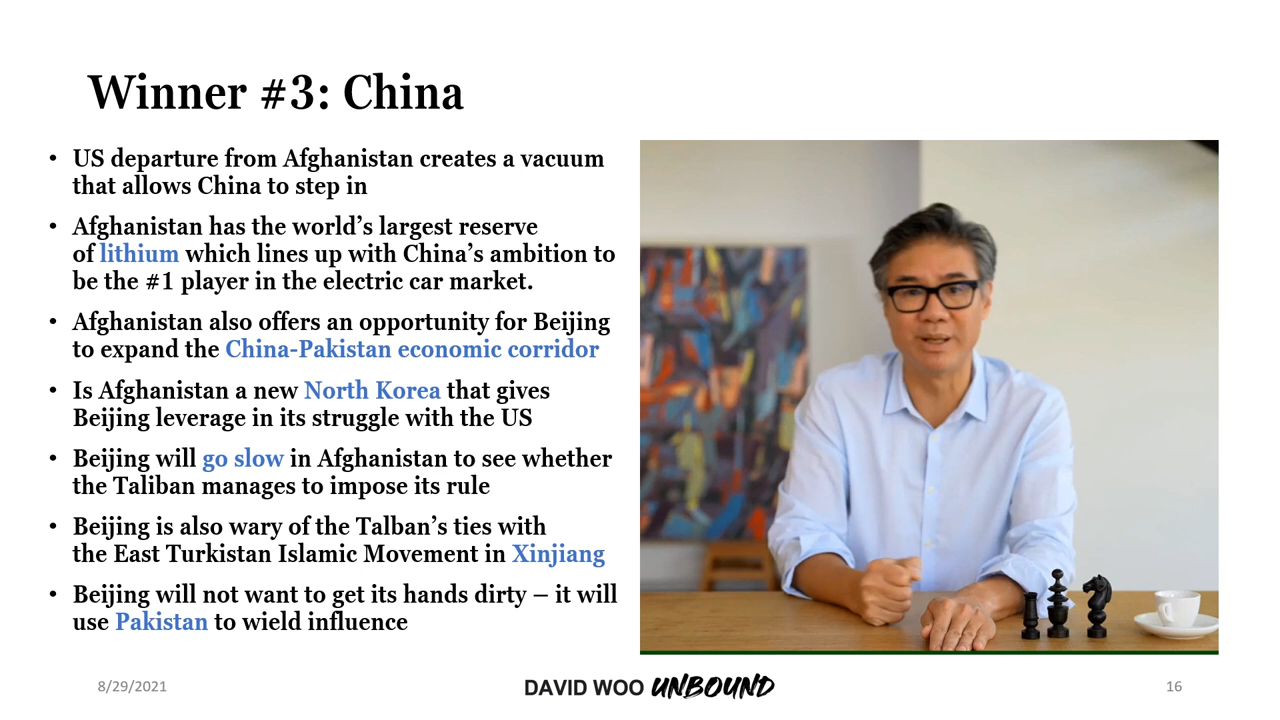 Winner #3: China
• US departure from Afghanistan creates a vacuum
that allows China to step in
• Afghanistan has the world’s largest reserve
of lithium which lines up with China’s ambition to
be the #1 player in the electric car market.
• Afghanistan also offers an opportunity for Beijing
to expand the China-Pakistan economic corridor
• Is Afghanistan a new North Korea that gives
Beijing leverage in its struggle with the US
• Beijing will go slow in Afghanistan to see whether
the Taliban manages to impose its rule
• Beijing is also wary of the Talban’s ties with
the East Turkistan Islamic Movement in Xinjiang
• Beijing will not want to get its hands dirty – it will
use Pakistan to wield influence
8/29/2021
DAVID WOO UNBOUND
16